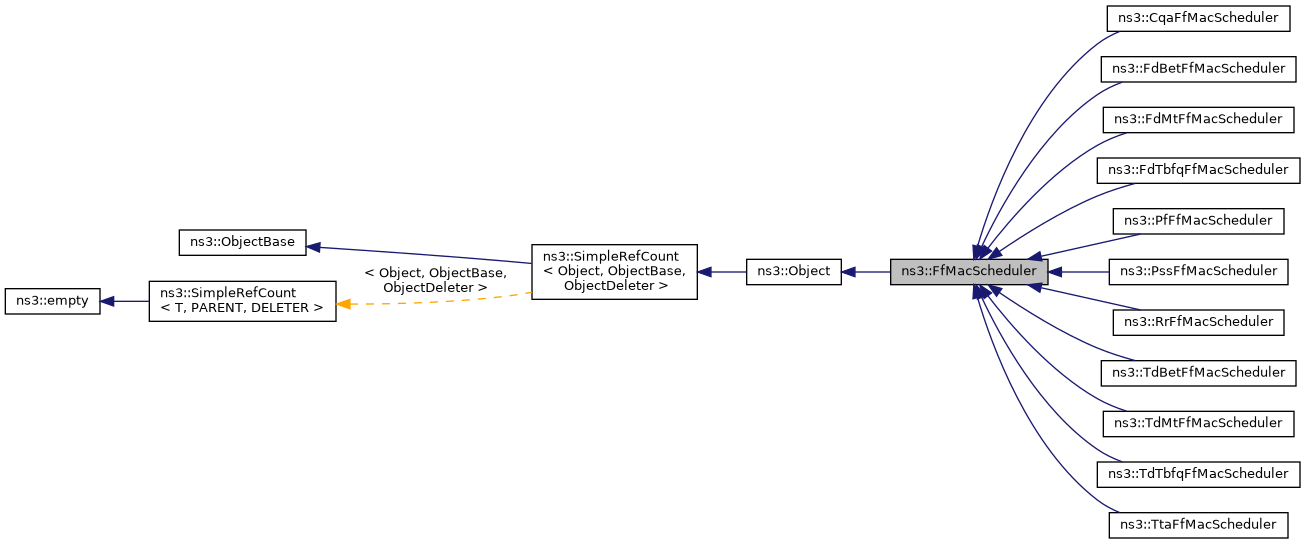 ns3::CqaFfMacScheduler
ns3::FdBetFfMacScheduler
ns3::FdMtFfMacScheduler
ns3::FdTbfqFfMacScheduler
ns3::PfFfMacScheduler
ns3::ObjectBase
ns3::SimpleRefCount
< Object, ObjectBase,
ObjectDeleter >
< Object, ObjectBase,
ObjectDeleter >
ns3::Object
ns3::FfMacScheduler
ns3::PssFfMacScheduler
ns3::empty
ns3::SimpleRefCount
< T, PARENT, DELETER >
ns3::RrFfMacScheduler
ns3::TdBetFfMacScheduler
ns3::TdMtFfMacScheduler
ns3::TdTbfqFfMacScheduler
ns3::TtaFfMacScheduler